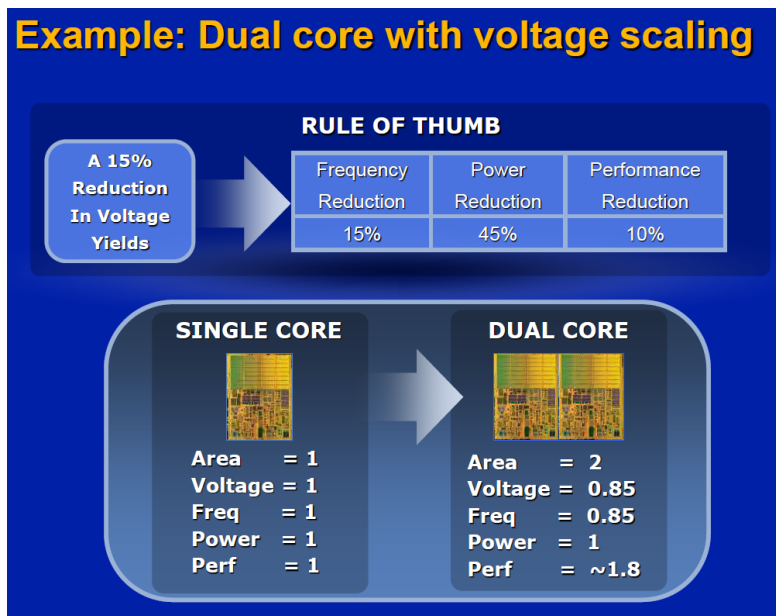 Example: Dual core with voltage scaling
RULE OF THUMB
A 15%
Reduction
In Voltage
Yields
Frequency Reduction
Power Reduction
Performance Reduction
15%
45%
10%
SINGLE CORE
Area = 1
Voltage = 1
Freq = 1
Power = 1
Perf = 1
DUAL CORE
Area = 2
Voltage = 0.85
Freq = 0.85
Power = 1
Perf = ~1.8